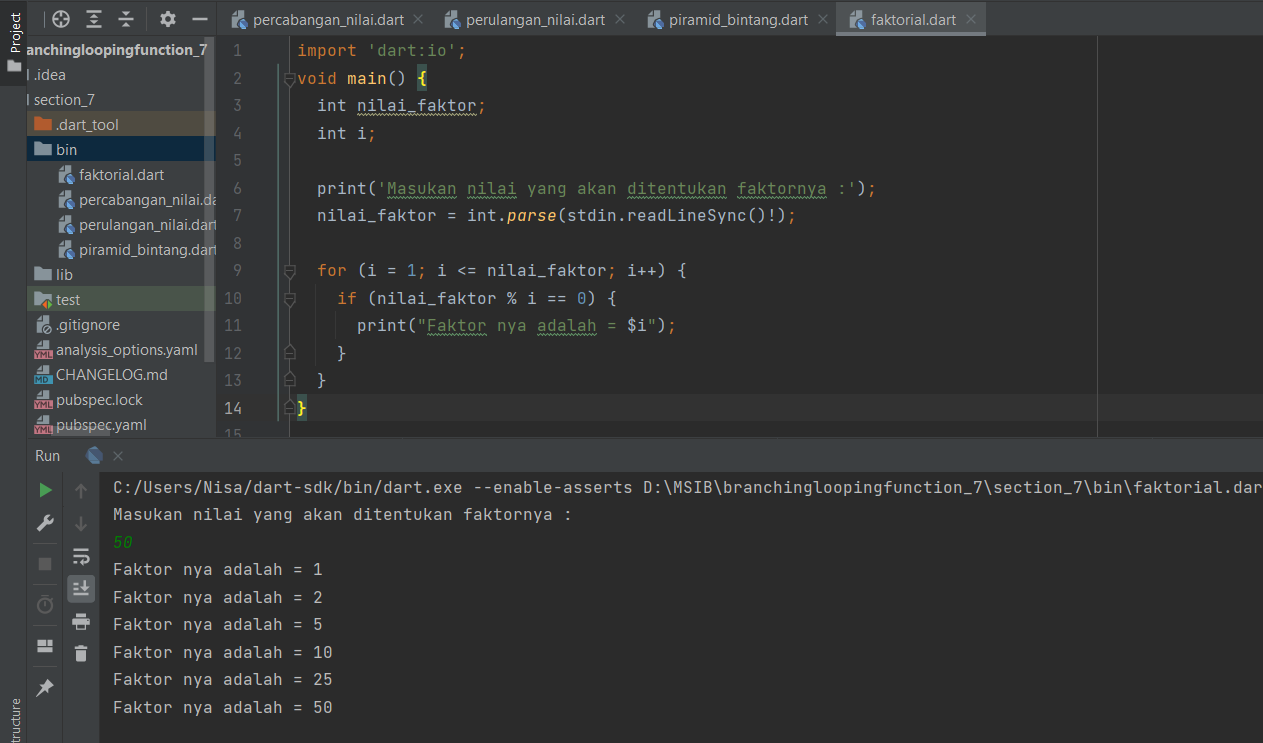 Project
percabangan_nilai.dart
perulangan_nilai.dart
piramid_bintang.dart
faktorial.dart
anchingloopingfunction_7
.idea
section_7
.dart_tool
bin
faktorial.dart
percabangan_nilai.da
perulangan_nilai.dart
piramid_bintang.dart
lib
test
.gitignore
analysis_options.yaml
CHANGELOG.md
pubspec.lock
pubspec.yaml
1 import 'dart:io';
2 void main() {
3 int nilai_faktor;
4 int i;
5
6 print('Masukan nilai yang akan ditentukan faktornya :');
7 nilai_faktor = int.parse(stdin.readLineSync()!);
8
9 for (i = 1; i <= nilai_faktor; i++) {
10 if (nilai_faktor % i == 0) {
11 print("Faktor nya adalah = $i");
12 }
13 }
14 }
15
Run
C:/Users/Nisa/dart-sdk/bin/dart.exe --enable-asserts D:\MSIB\branchingloopingfunction_7\section_7\bin\faktorial.dar
Masukan nilai yang akan ditentukan faktornya :
50
Faktor nya adalah = 1
Faktor nya adalah = 2
Faktor nya adalah = 5
Faktor nya adalah = 10
Faktor nya adalah = 25
Faktor nya adalah = 50
tructure